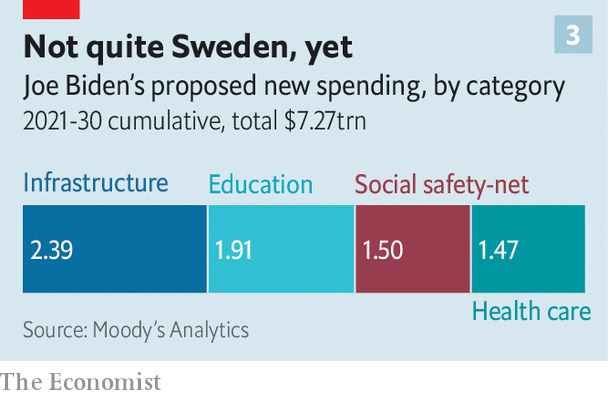 3
Not quite Sweden, yet
Joe Biden's proposed new spending, by category
2021-30 cumulative, total $7.27trn
Infrastructure Education Social safety-net
2.39 1.91 1.50 1.47
Health care
Source: Moody's Analytics
The Economist